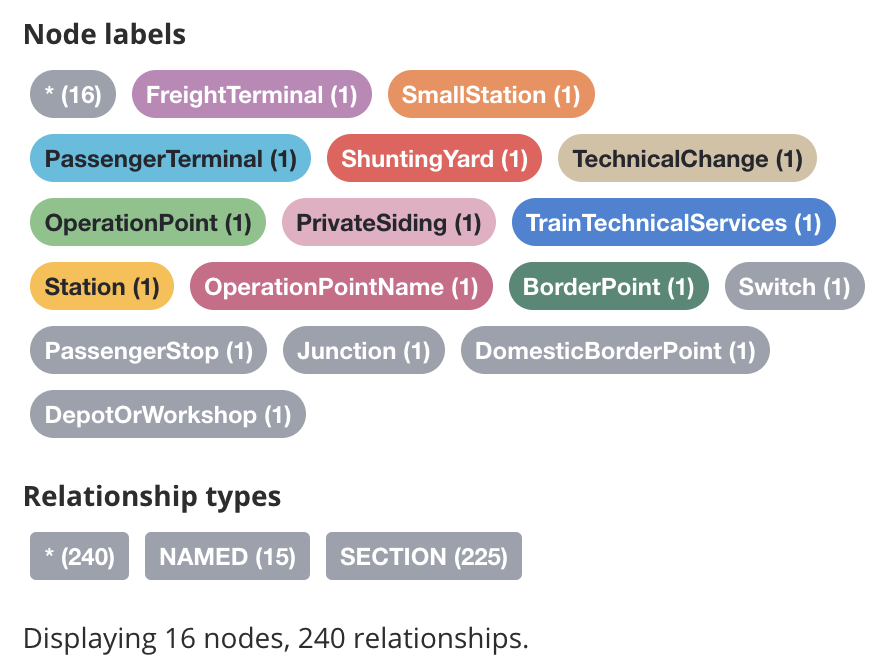 Node labels
* (16) FreightTerminal (1) SmallStation (1)
PassengerTerminal (1) ShuntingYard (1) TechnicalChange (1)
OperationPoint (1) PrivateSiding (1) TrainTechnicalServices (1)
Station (1) OperationPointName (1) BorderPoint (1) Switch (1)
PassengerStop (1) Junction (1) DomesticBorderPoint (1)
DepotOrWorkshop (1)
Relationship types
* (240) NAMED (15) SECTION (225)
Displaying 16 nodes, 240 relationships.